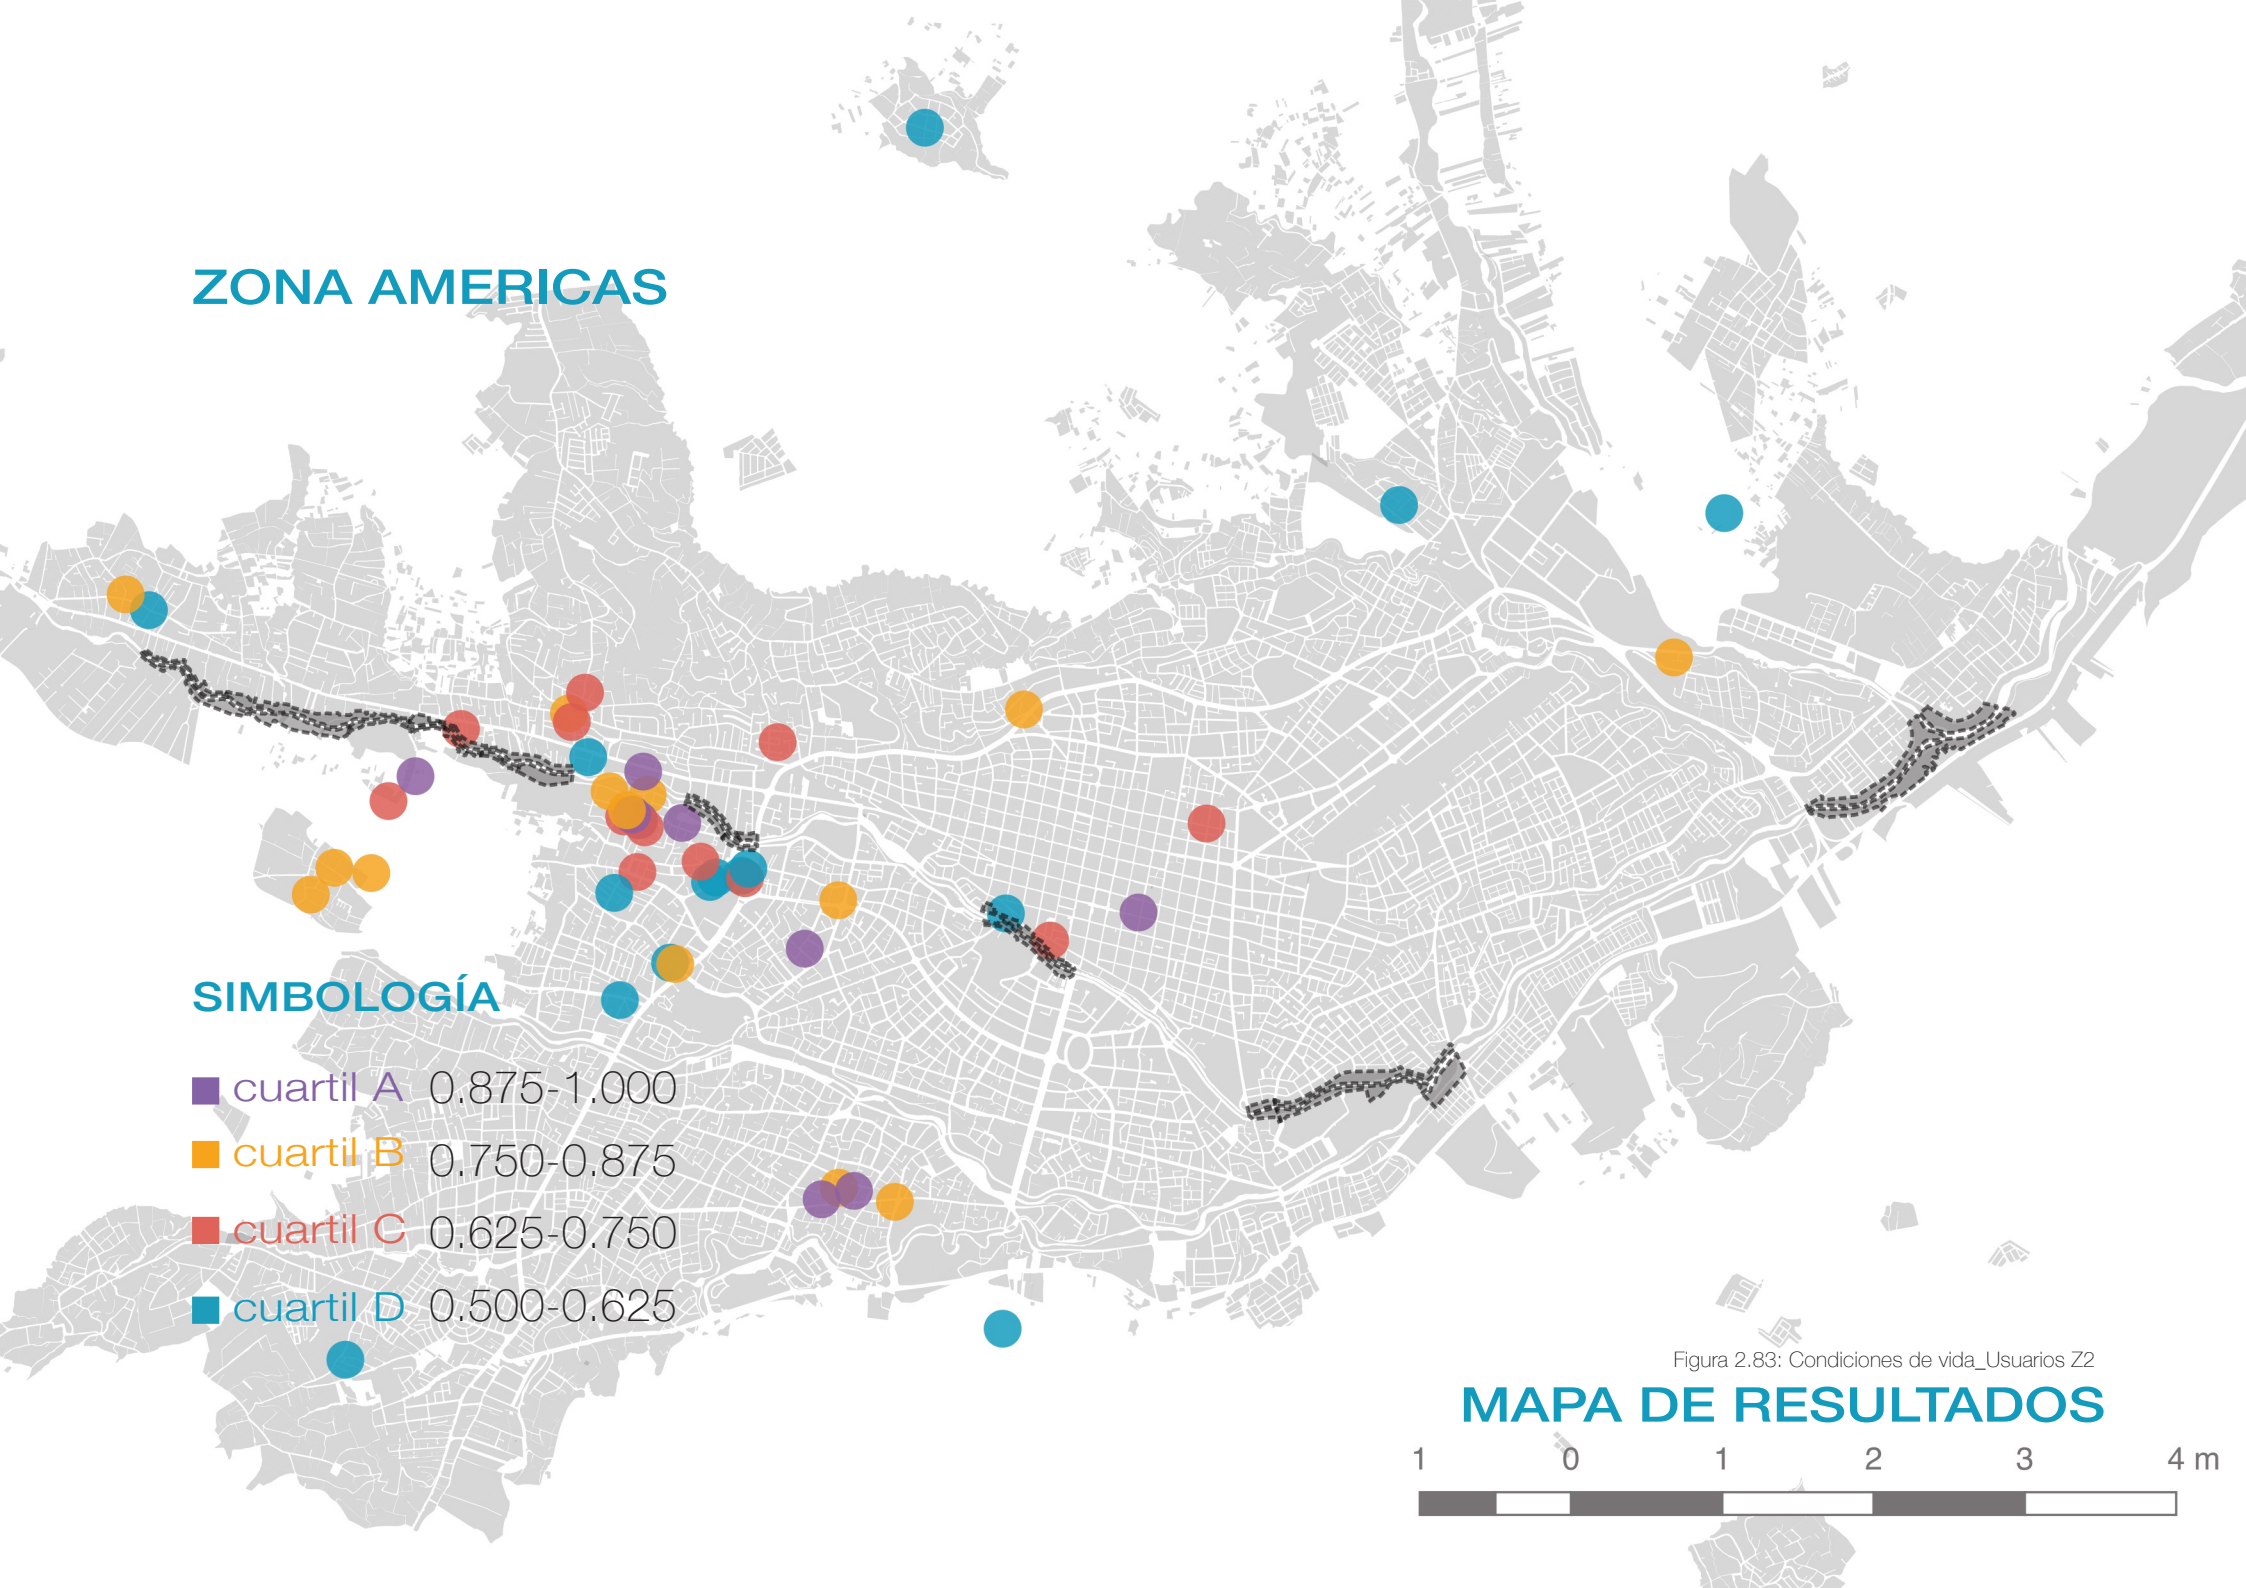 ZONA AMERICAS
SIMBOLOGÍA
cuartil A 0.875-1.000
cuartil B 0.750-0.875
cuartil C 0.625-0.750
cuartil D 0.500-0.625
Figura 2.83: Condiciones de vida_Usuarios Z2
MAPA DE RESULTADOS
1 0 1 2 3 4 m